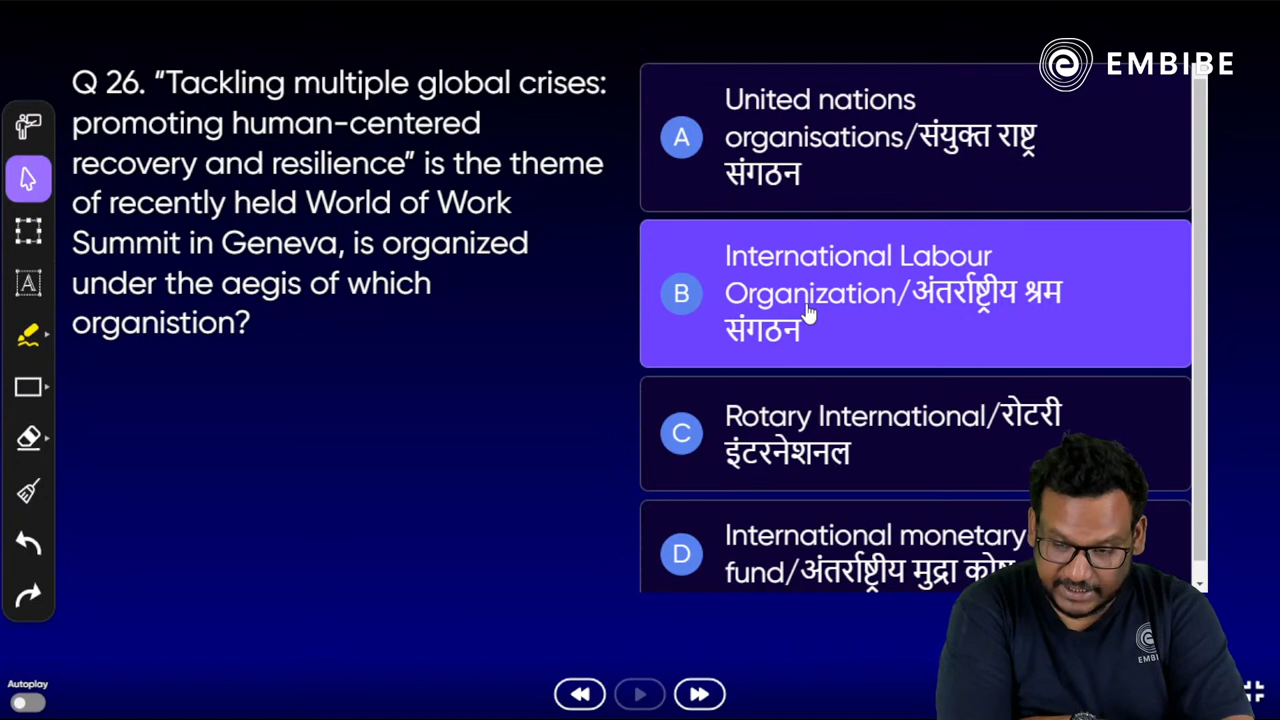 EMBIBE
Q 26. “Tackling multiple global crises:
promoting human-centered
recovery and resilience” is the theme
of recently held World of Work
Summit in Geneva, is organized
under the aegis of which
organistion?
A
United nations
organisations/संयुक्त राष्ट्र
संगठन
B
International Labour
Organization/अंतर्राष्ट्रीय श्रम
संगठन
C
Rotary International/रोटरी
इंटरनेशनल
D
International monetary
fund/अंतर्राष्ट्रीय मुद्रा कोष
A
Autoplay
EMBI